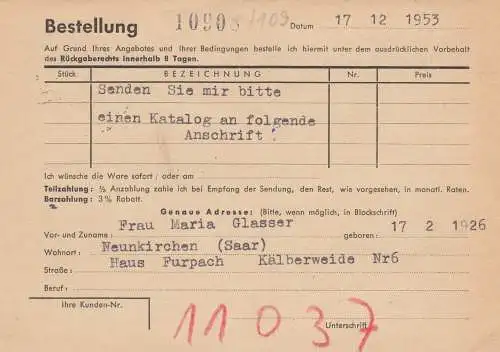 Bestellung 1090 /1109 Datum 17 12 1953
Auf Grund Ihres Angebotes und Ihrer Bedingungen bestelle ich hiermit unter dem ausdrücklichen Vorbehalt
des Rückgaberechts innerhalb 8 Tagen.
Stück BEZEICHNUNG Nr. Preis
Senden Sie mir bitte
einen Katalog an folgende
Anschrift
Ich wünsche die Ware sofort / oder am
Teilzahlung: ½ Anzahlung zahle ich bei Empfang der Sendung, den Rest, wie vorgesehen, in monatl. Raten.
Barzahlung: 3 % Rabatt.
Genaue Adresse: (Bitte, wenn möglich, in Blockschrift)
Vor- und Zuname: Frau Maria Glasser geboren: 17 2 1926
Wohnort: Neunkirchen (Saar)
Straße: Haus Furpach Kälberweide Nr6
Beruf:
Ihre Kunden-Nr.
11037
Unterschrift